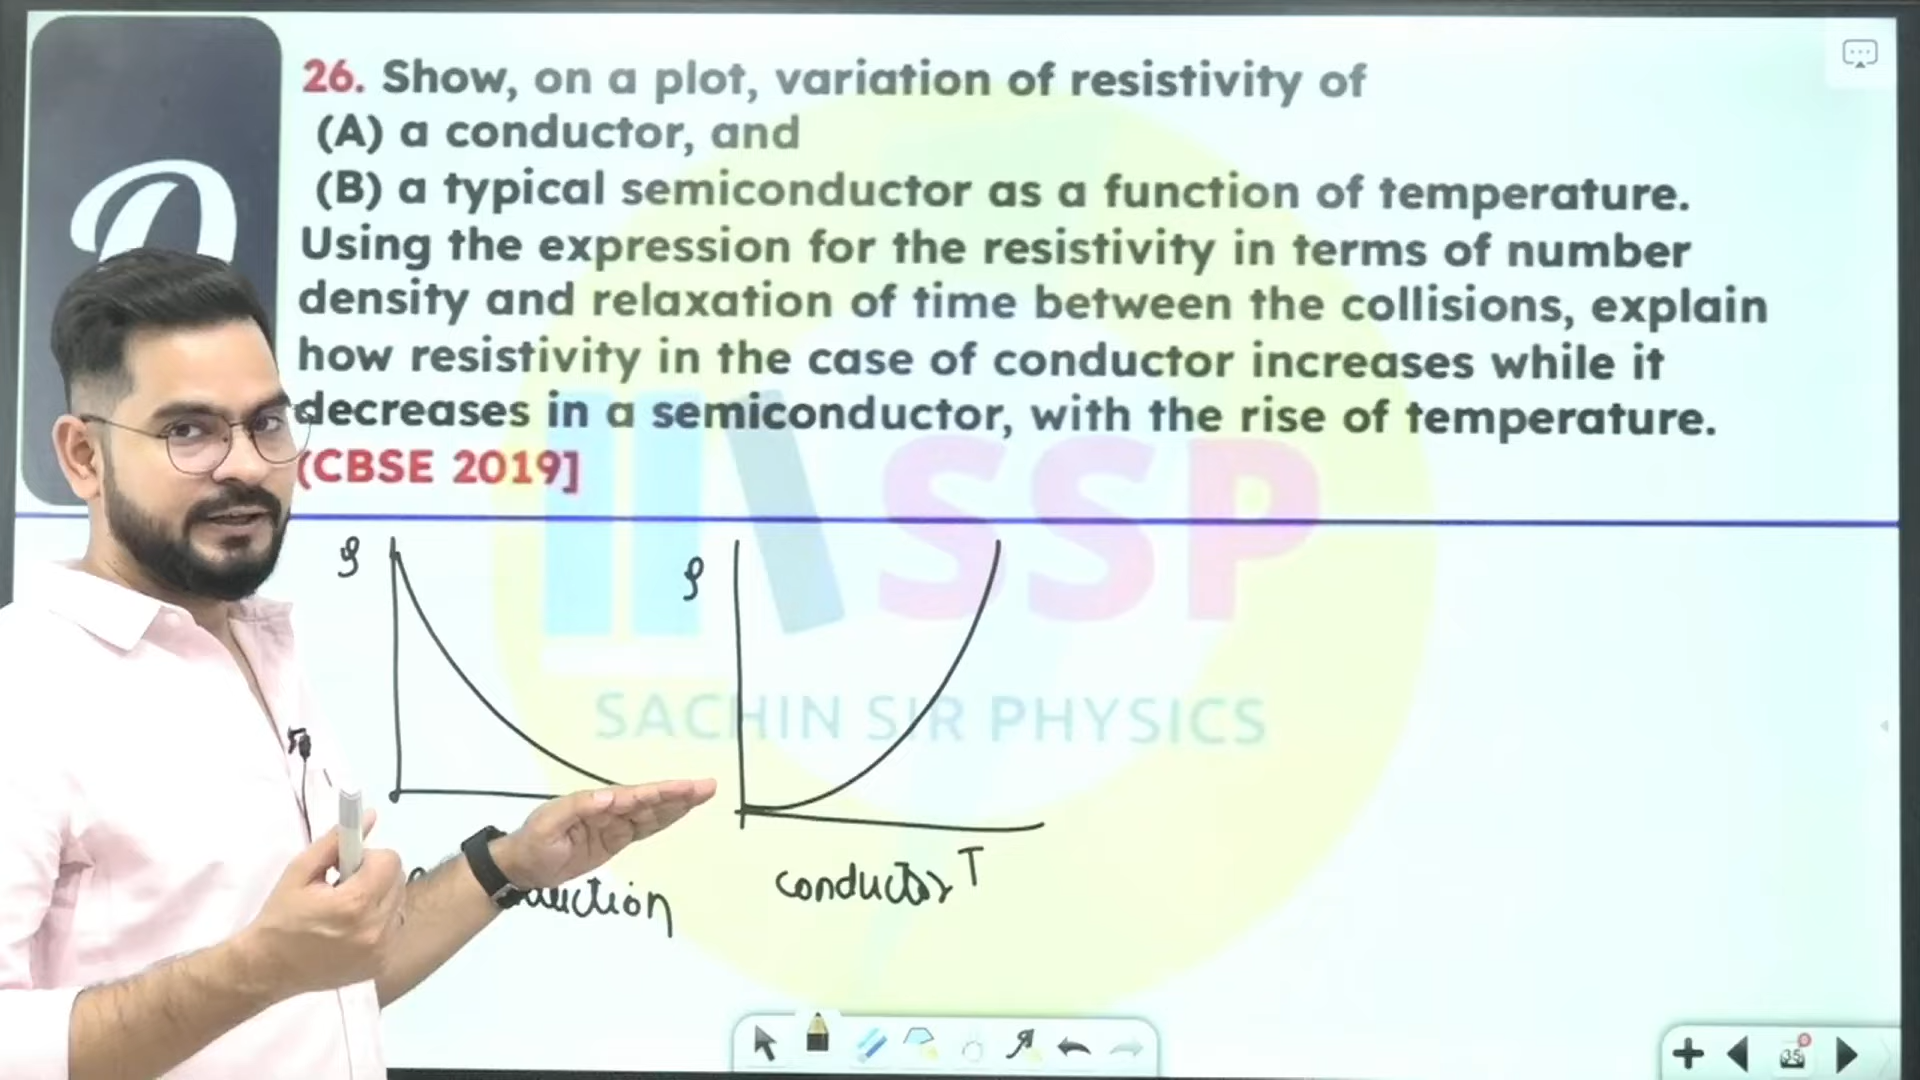 26. Show, on a plot, variation of resistivity of
(A) a conductor, and
(B) a typical semiconductor as a function of temperature.
Using the expression for the resistivity in terms of number
density and relaxation of time between the collisions, explain
how resistivity in the case of conductor increases while it
decreases in a semiconductor, with the rise of temperature.
(CBSE 2019]
SSP
SACHIN SIR PHYSICS
ρ
ρ
conductor T
35